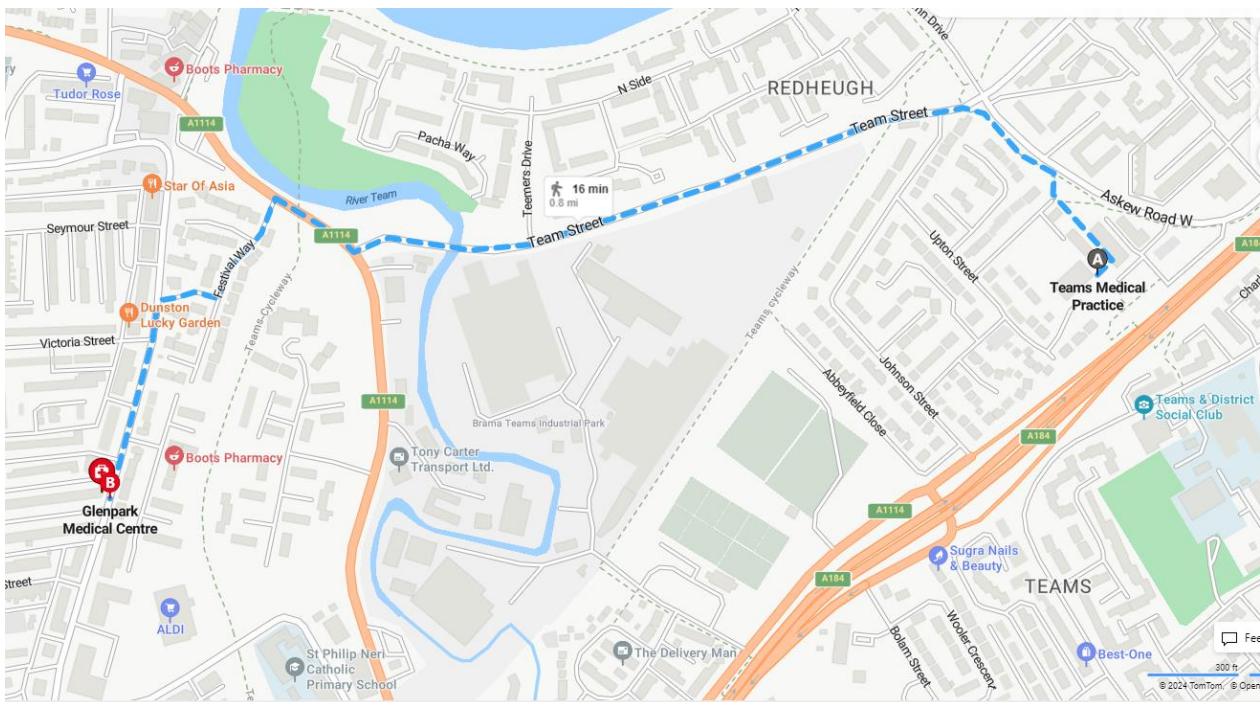 Boots Pharmacy
Tudor Rose
A1114
N Side
REDHEUGH
Team Street
Pacha Way
Teemers Drive
Star Of Asia
River Team
16 min
0.8 mi
Askew Road W
Seymour Street
A1114
Team Street
Upton Street
A
A184
Festival Way
Teams Cycleway
Teams Medical
Practice
Dunston
Lucky Garden
Teams cycleway
Victoria Street
Johnson Street
Abbeyfield Close
A1114
Teams & District
Social Club
Brama Teams Industrial Park
A184
Boots Pharmacy
Tony Carter
Transport Ltd.
B
Glenpark
Medical Centre
A1114
Sugra Nails
& Beauty
A184
TEAMS
Street
ALDI
Bolam Street
Wooler Crescent
St Philip Neri
Catholic
Primary School
The Delivery Man
Best-One
300 ft
© 2024 TomTom, © Open